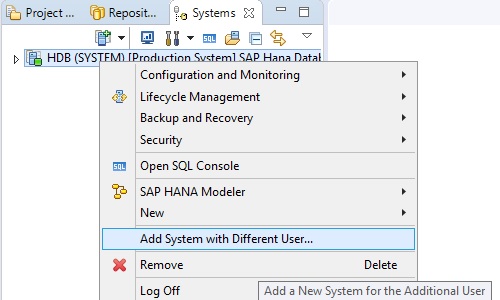 Project ...
Reposit...
Systems
HDB (SYSTEM) [Production System] SAP Hana Datab
Configuration and Monitoring
Lifecycle Management
Backup and Recovery
Security
SQL Open SQL Console
SAP HANA Modeler
New
Add System with Different User...
Remove Delete
Log Off
Add a New System for the Additional User